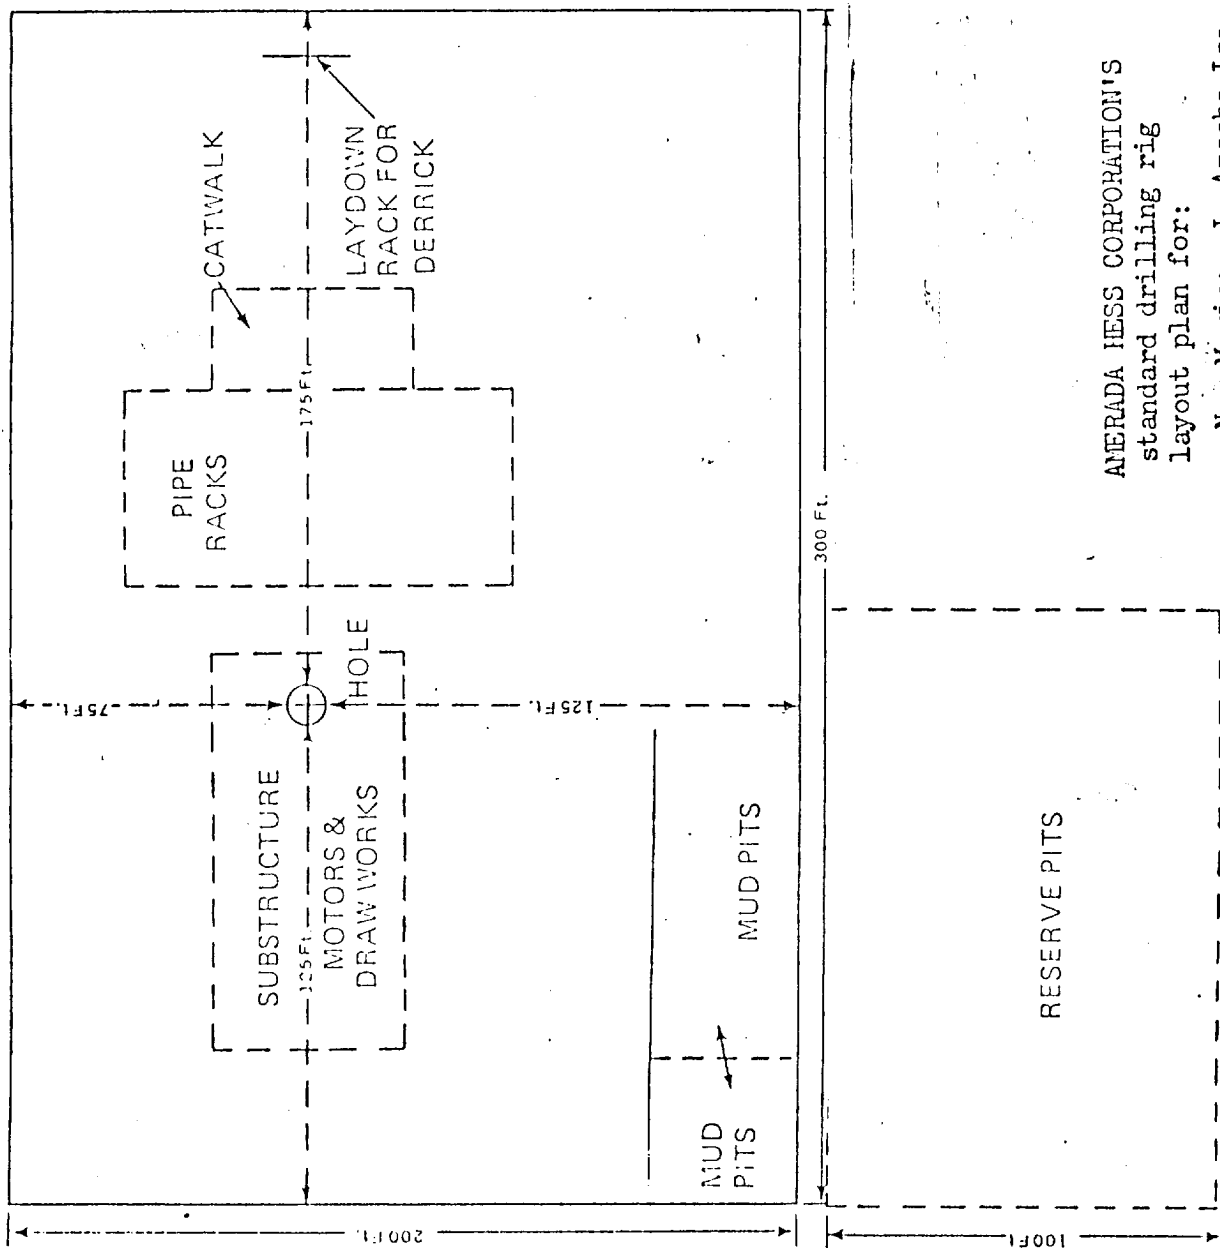 CATWALK
LAYDOWN
RACK FOR
DERRICK
PIPE
RACKS
175 Ft.
HOLE
75 Ft.
125 Ft.
SUBSTRUCTURE
125 Ft.
MOTORS &
DRAWWORKS
MUD PITS
MUD
PITS
200 Ft.
300 Ft.
100 Ft
RESERVE PITS
AMERADA HESS CORPORATION'S
standard drilling rig
layout plan for: